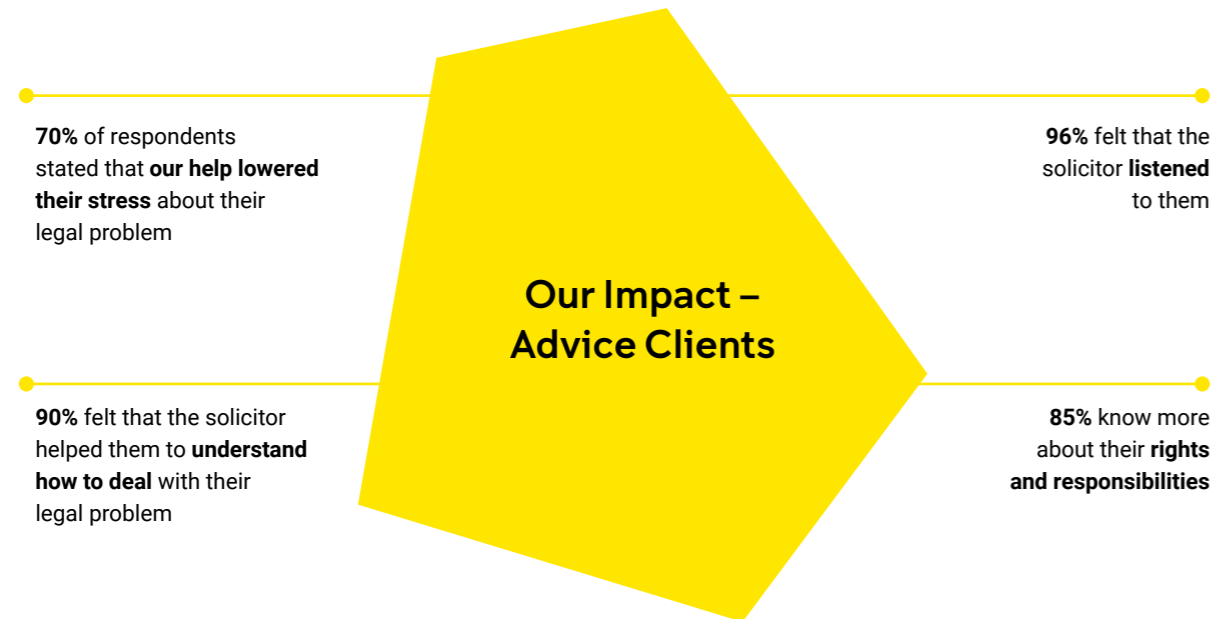 70% of respondents
stated that our help lowered
their stress about their
legal problem
96% felt that the
solicitor listened
to them
Our Impact –
Advice Clients
90% felt that the solicitor
helped them to understand
how to deal with their
legal problem
85% know more
about their rights
and responsibilities